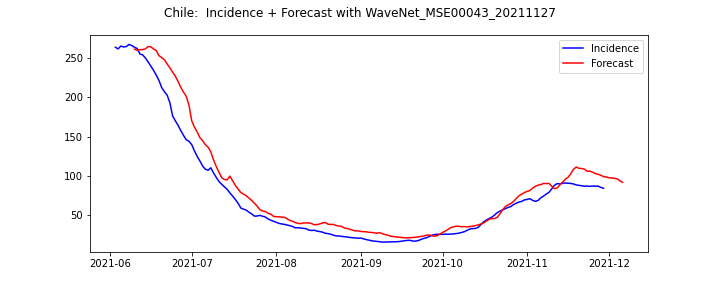 Chile:  Incidence + Forecast with WaveNet_MSE00043_20211127
Incidence
Forecast
250
200
150
100
50
2021-06 2021-07 2021-08 2021-09 2021-10 2021-11 2021-12